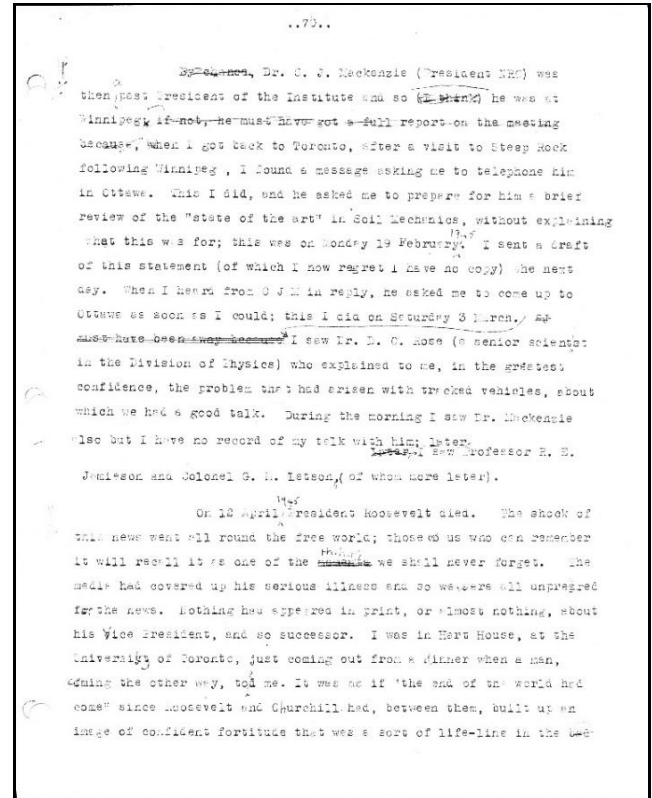 ..73..
By chance, Dr. C. J. Mackenzie (President NRC) was
then a past President of the Institute and so (I think) he was at
Winnipeg; if not, he must have got a full report on the meeting
because, when I got back to Toronto, after a visit to Steep Rock
following Winnipeg , I found a message asking me to telephone him
in Ottawa. This I did, and he asked me to prepare for him a brief
review of the "state of the art" in Soil Mechanics, without explaining
1945
what this was for; this was on Monday 19 February. I sent a draft
of this statement (of which I now regret I have no copy) the next
day. When I heard from C J M in reply, he asked me to come up to
Ottawa as soon as I could; this I did on Saturday 3 March.
must have been away because I saw Dr. D. C. Rose (a senior scientist
in the Division of Physics) who explained to me, in the greatest
confidence, the problem that had arisen with tracked vehicles, about
which we had a good talk. During the morning I saw Dr. Mackenzie
also but I have no record of my talk with him; later
later, I saw Professor R. E.
Jamieson and Colonel G. M. Letson,( of whom more later).
1945
On 12 April President Roosevelt died. The shock of
this news went all round the free world; those of us who can remember
it will recall it as one of the we shall never forget. The
media had covered up his serious illness and so we were all unprepred
for the news. Nothing had appeared in print, or almost nothing, about
his Vice President, and so successor. I was in Hart House, at the
University of Toronto, just coming out from a dinner when a man,
coming the other way, told me. It was as if "the end of the world had
come" since Roosevelt and Churchill had, between them, built up an
image of confident fortitude that was a sort of life-line in the